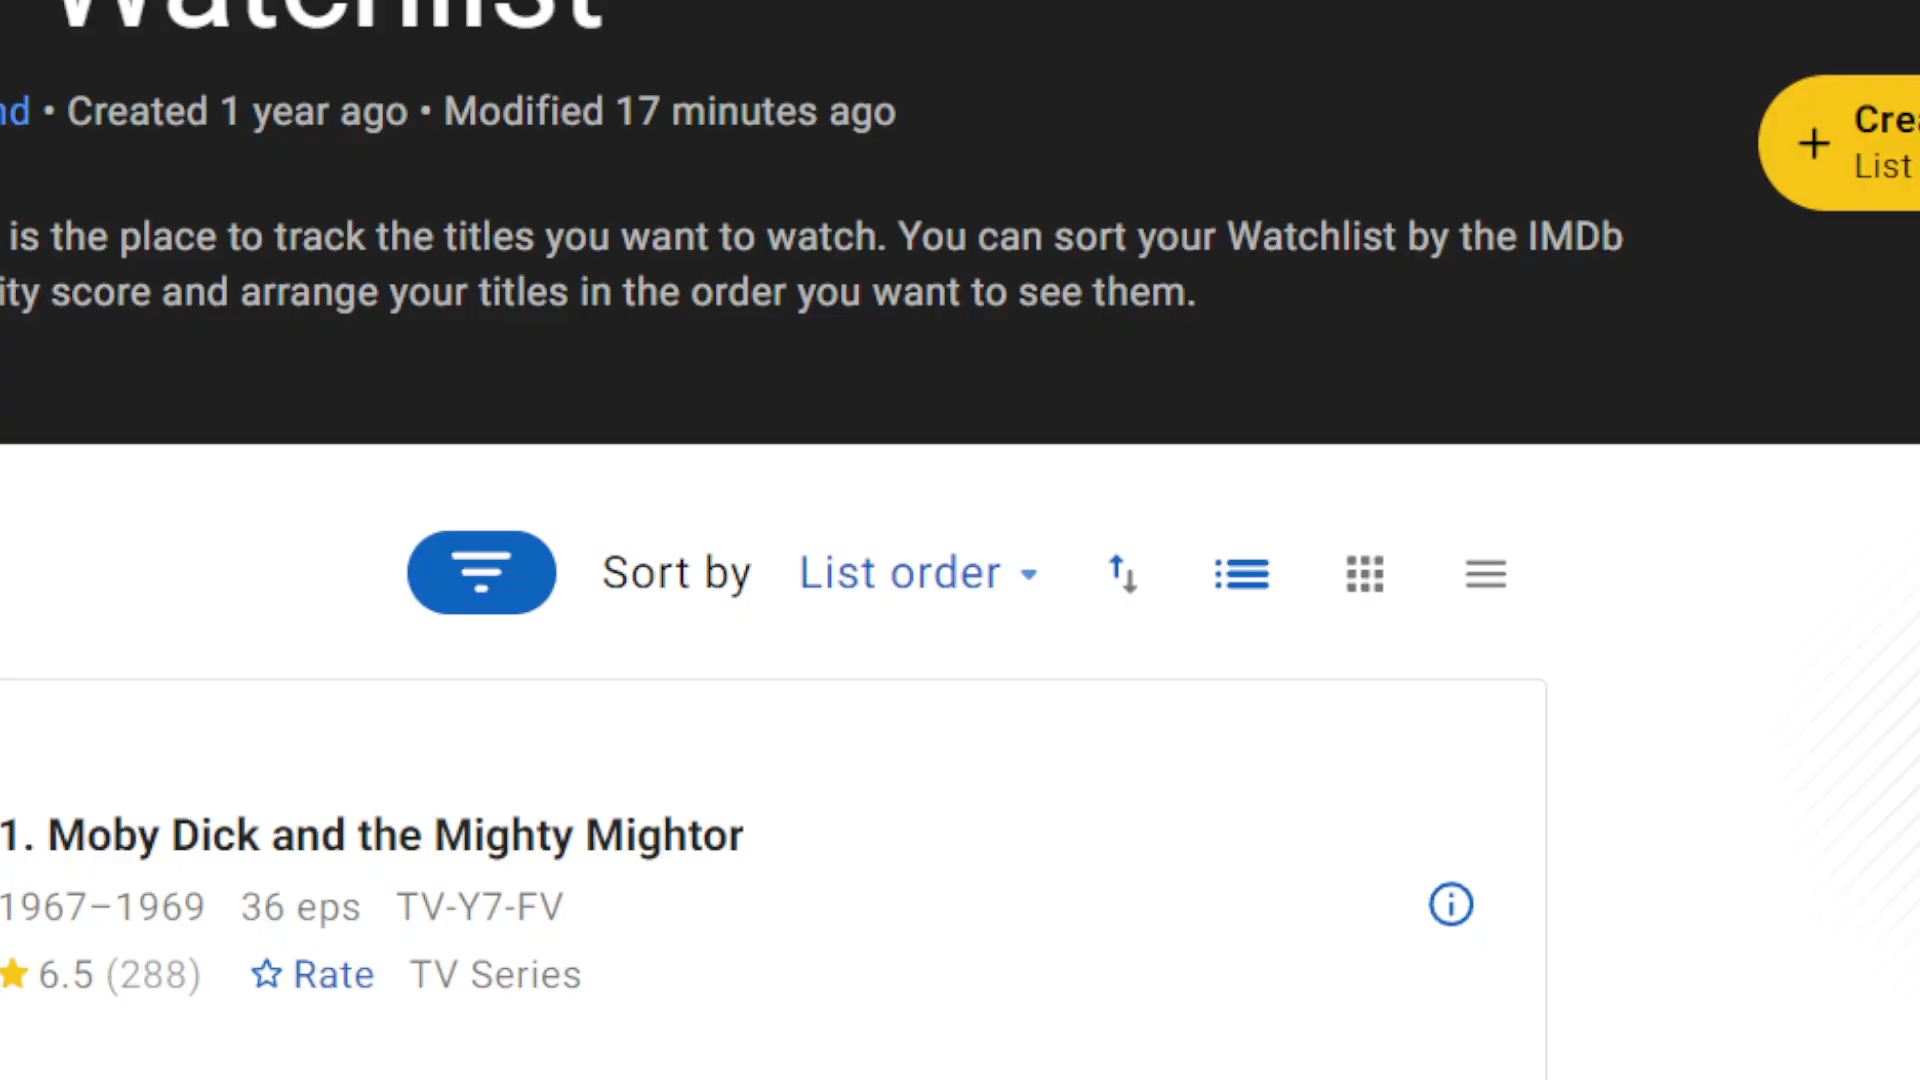 Watchlist
nd • Created 1 year ago • Modified 17 minutes ago
+ Crea
List
is the place to track the titles you want to watch. You can sort your Watchlist by the IMDb
ity score and arrange your titles in the order you want to see them.
Sort by List order
1. Moby Dick and the Mighty Mightor
1967–1969 36 eps TV-Y7-FV
6.5 (288) Rate TV Series